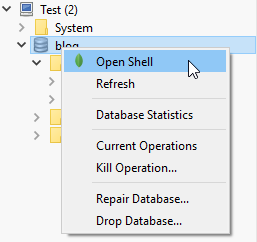 Test (2)
System
blog
Open Shell
Refresh
Database Statistics
Current Operations
Kill Operation...
Repair Database...
Drop Database...